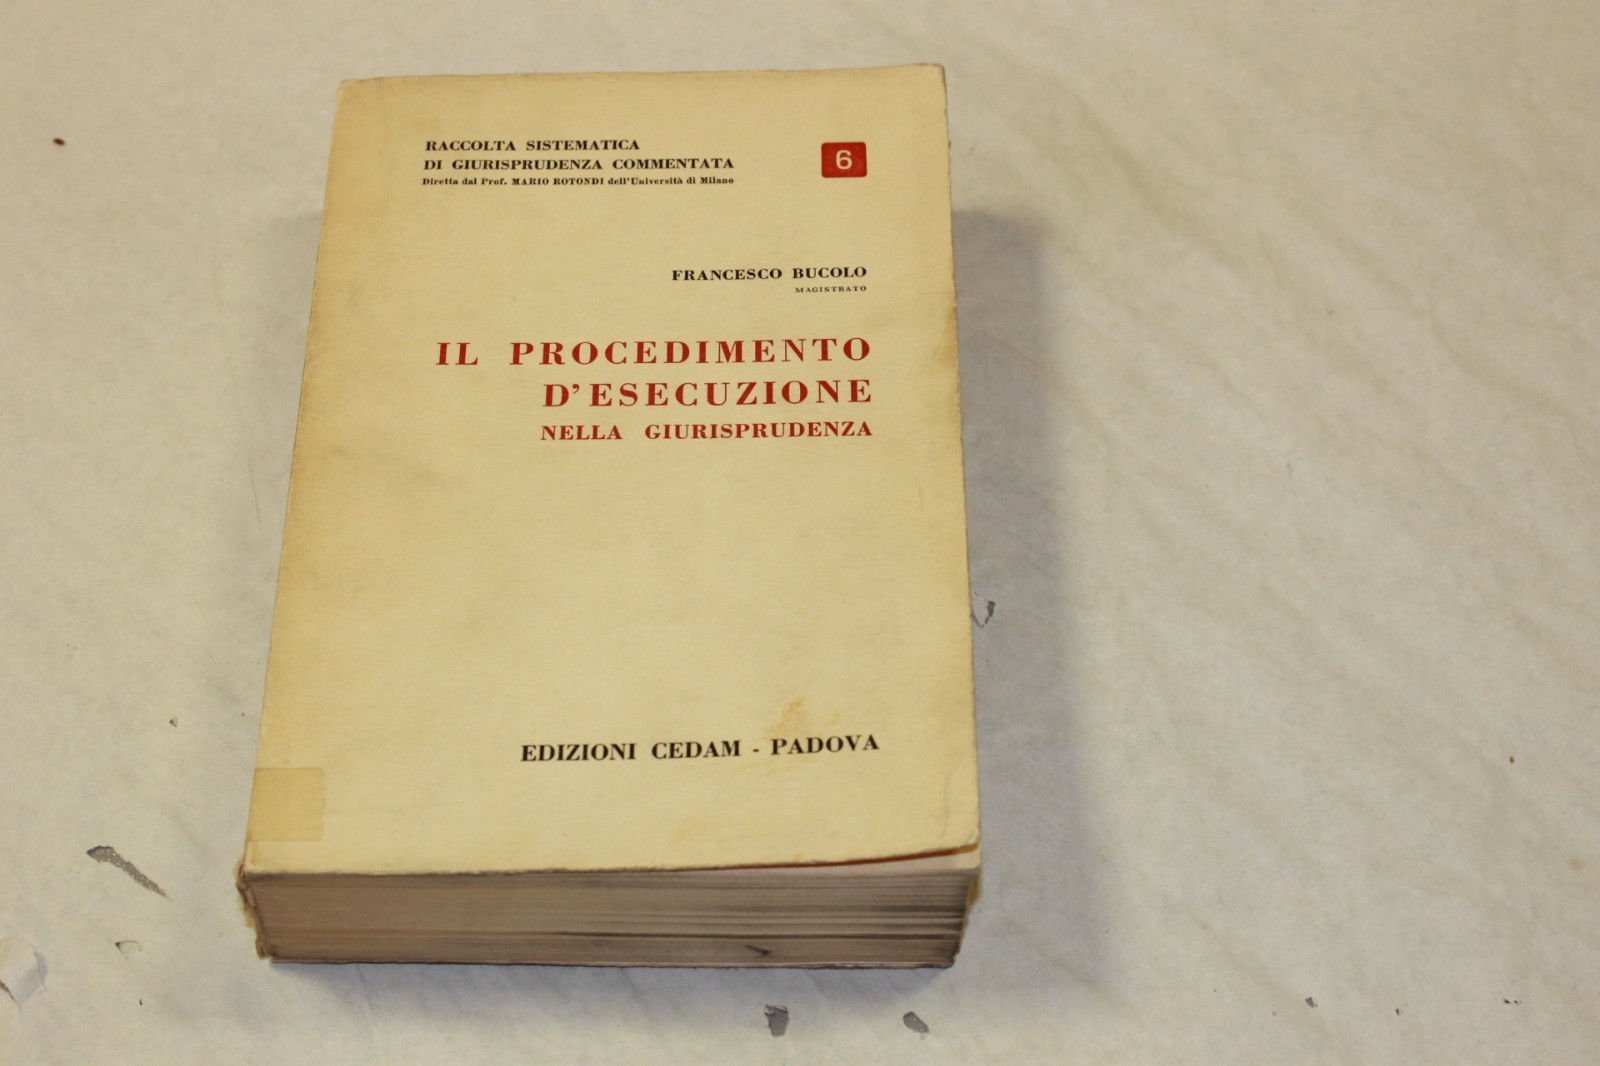 RACCOLTA SISTEMATICA
DI GIURISPRUDENZA COMMENTATA
Diretta dal Prof. MARIO ROTONDI dell'Università di Milano
6
FRANCESCO BUCOLO
MAGISTRATO
IL PROCEDIMENTO
D'ESECUZIONE
NELLA GIURISPRUDENZA
EDIZIONI CEDAM - PADOVA